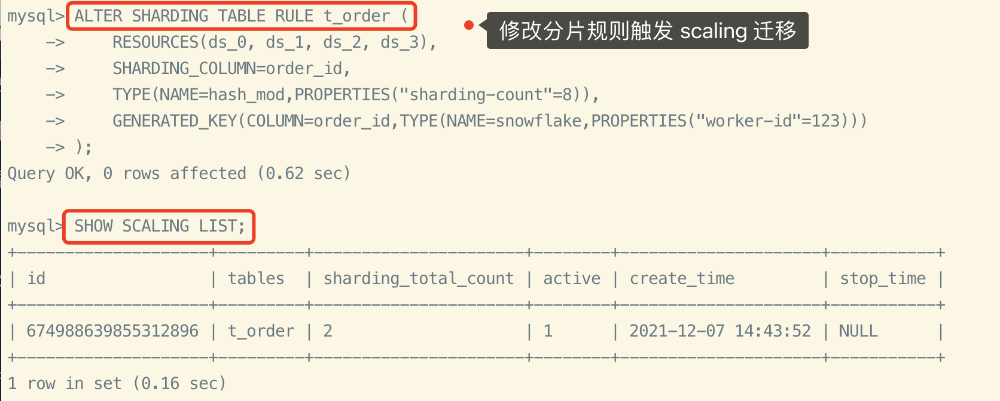 mysql> ALTER SHARDING TABLE RULE t_order (
修改分片规则触发 scaling 迁移
    ->     RESOURCES(ds_0, ds_1, ds_2, ds_3),
    ->     SHARDING_COLUMN=order_id,
    ->     TYPE(NAME=hash_mod,PROPERTIES("sharding-count"=8)),
    ->     GENERATED_KEY(COLUMN=order_id,TYPE(NAME=snowflake,PROPERTIES("worker-id"=123)))
    -> );
Query OK, 0 rows affected (0.62 sec)
mysql> SHOW SCALING LIST;
+--------------------+---------+----------------------+--------+---------------------+-----------+
| id                 | tables  | sharding_total_count | active | create_time         | stop_time |
+--------------------+---------+----------------------+--------+---------------------+-----------+
| 674988639855312896 | t_order | 2                    | 1      | 2021-12-07 14:43:52 | NULL      |
+--------------------+---------+----------------------+--------+---------------------+-----------+
1 row in set (0.16 sec)